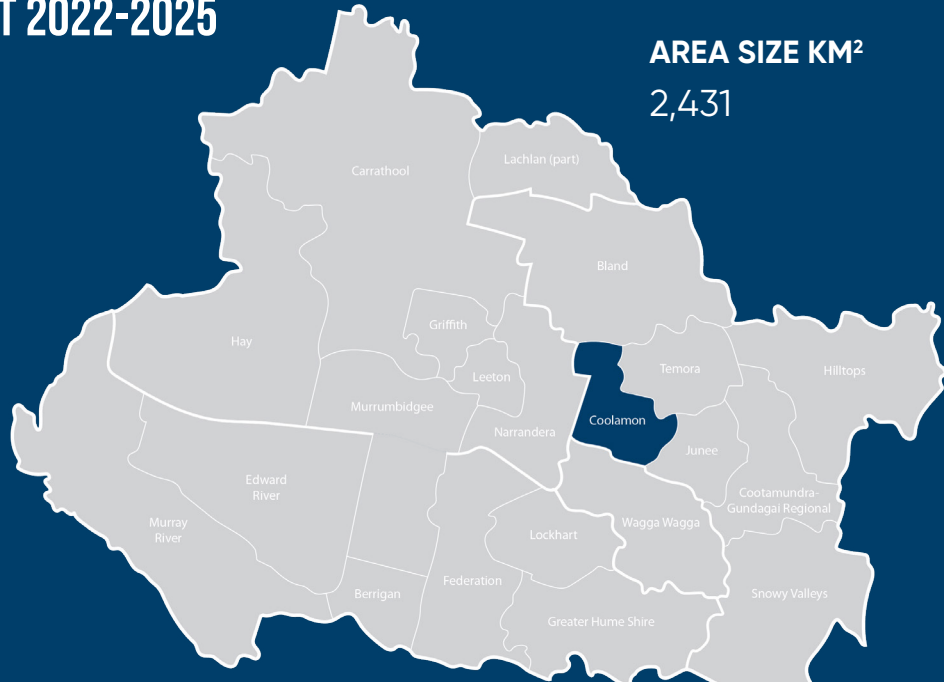 T 2022-2025
AREA SIZE KM²
2,431
Lachlan (part)
Carrathool
Bland
Griffith
Hay
Temora
Hilltops
Leeton
Murrumbidgee
Coolamon
Narrandera
Junee
Edward
River
Cootamundra-
Gundagai Regional
Murray
River
Wagga Wagga
Lockhart
Federation
Berrigan
Snowy Valleys
Greater Hume Shire